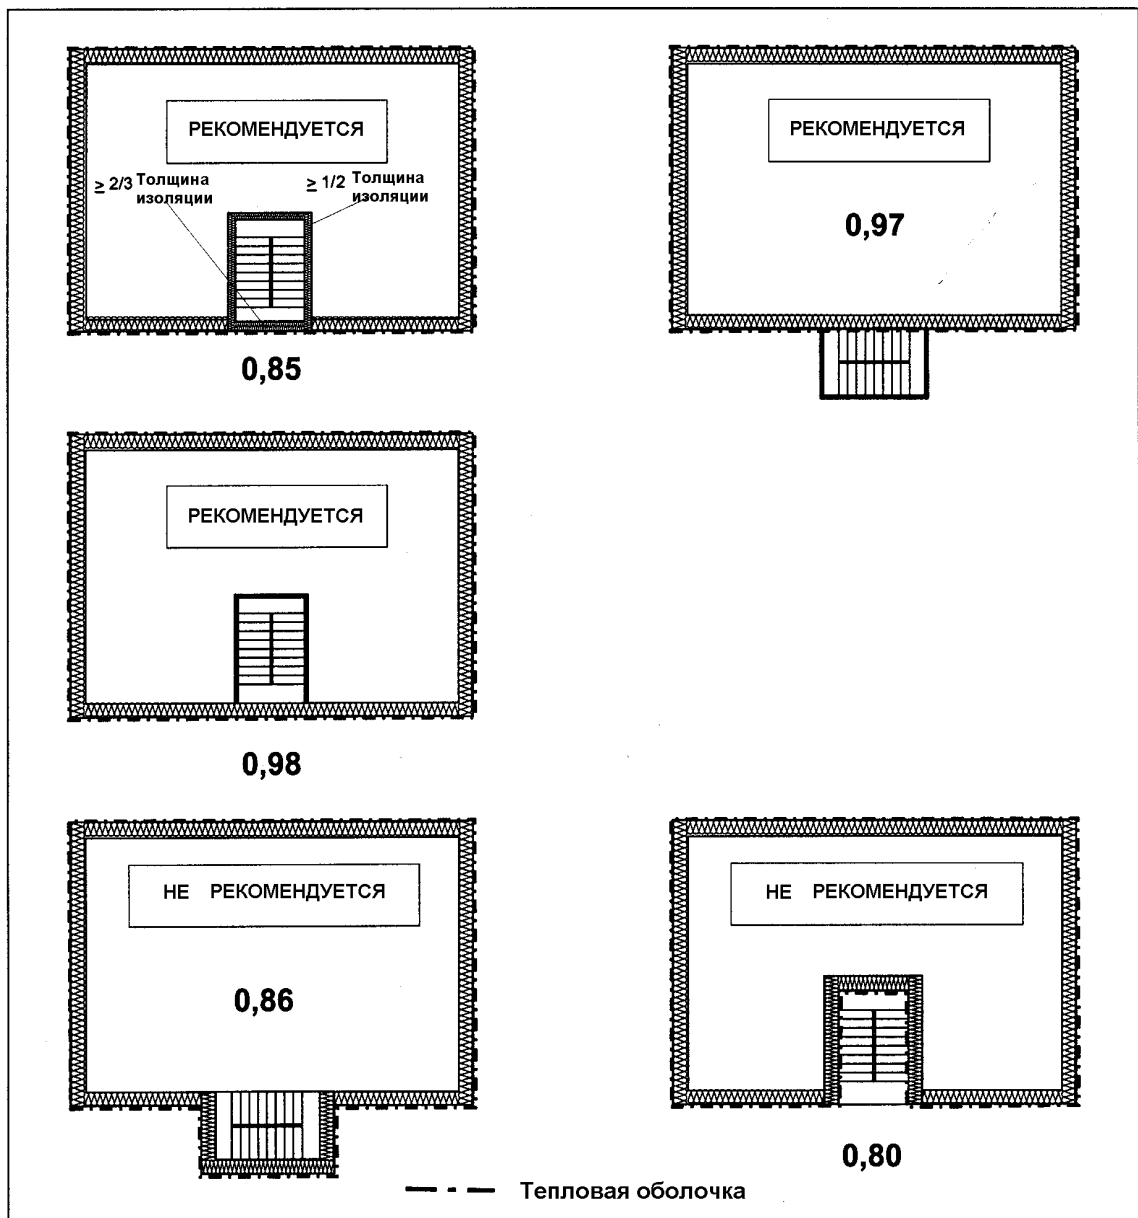 РЕКОМЕНДУЕТСЯ
≥ 2/3 Толщина
изоляции
≥ 1/2 Толщина
изоляции
0,85
РЕКОМЕНДУЕТСЯ
0,97
РЕКОМЕНДУЕТСЯ
0,98
НЕ РЕКОМЕНДУЕТСЯ
0,86
НЕ РЕКОМЕНДУЕТСЯ
0,80
Тепловая оболочка